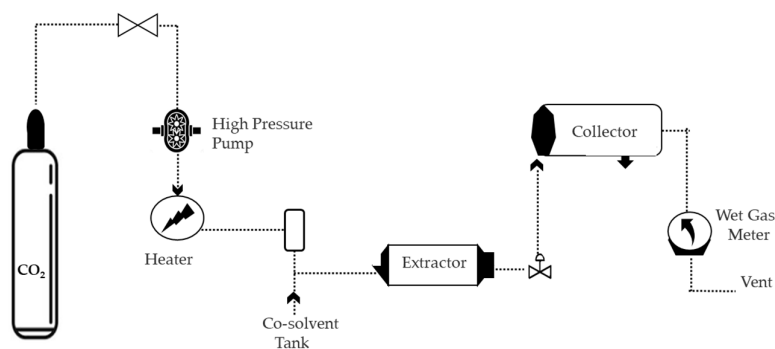 High Pressure
Pump
Collector
Wet Gas
Meter
Heater
Extractor
CO₂
Vent
Co-solvent
Tank